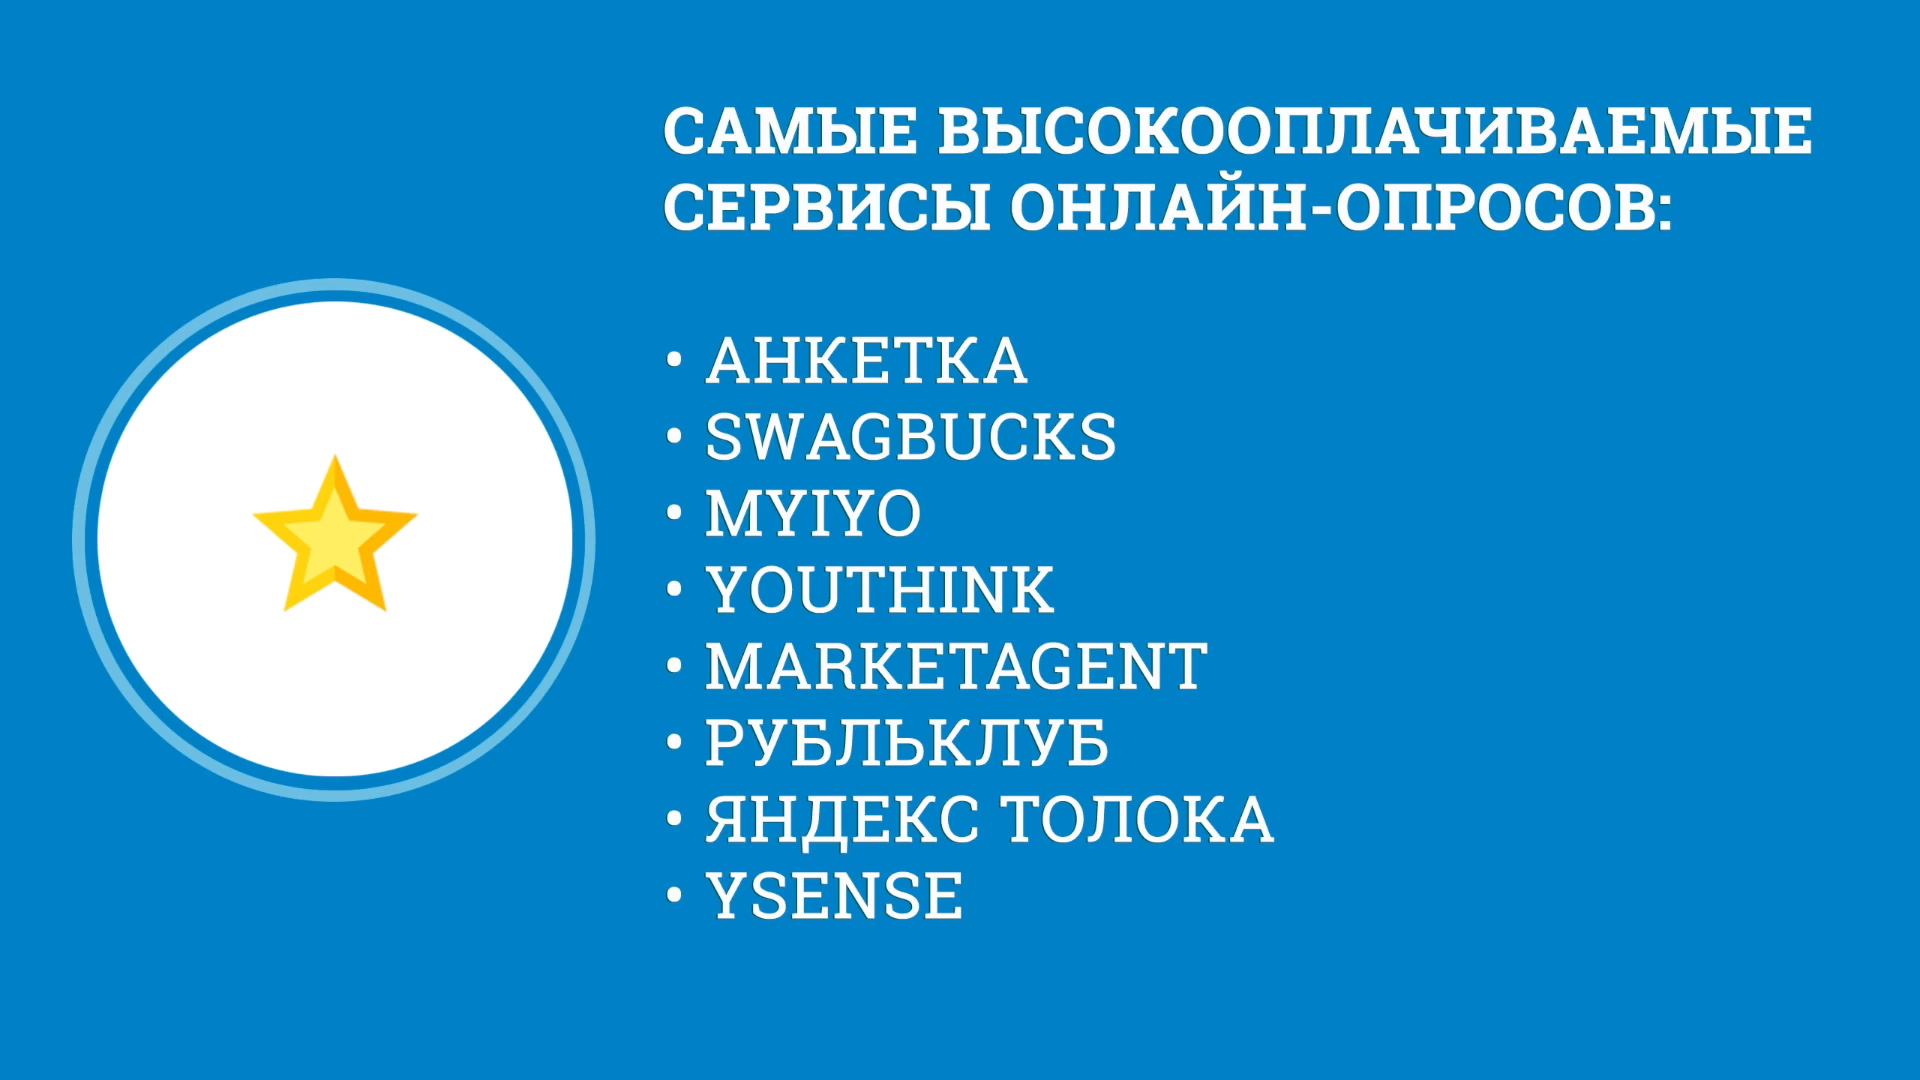 САМЫЕ ВЫСОКООПЛАЧИВАЕМЫЕ
СЕРВИСЫ ОНЛАЙН-ОПРОСОВ:
• АНКЕТКА
• SWAGBUCKS
• MYIYO
• YOUTHINK
• MARKETAGENT
• РУБЛЬКЛУБ
• ЯНДЕКС ТОЛОКА
• YSENSE